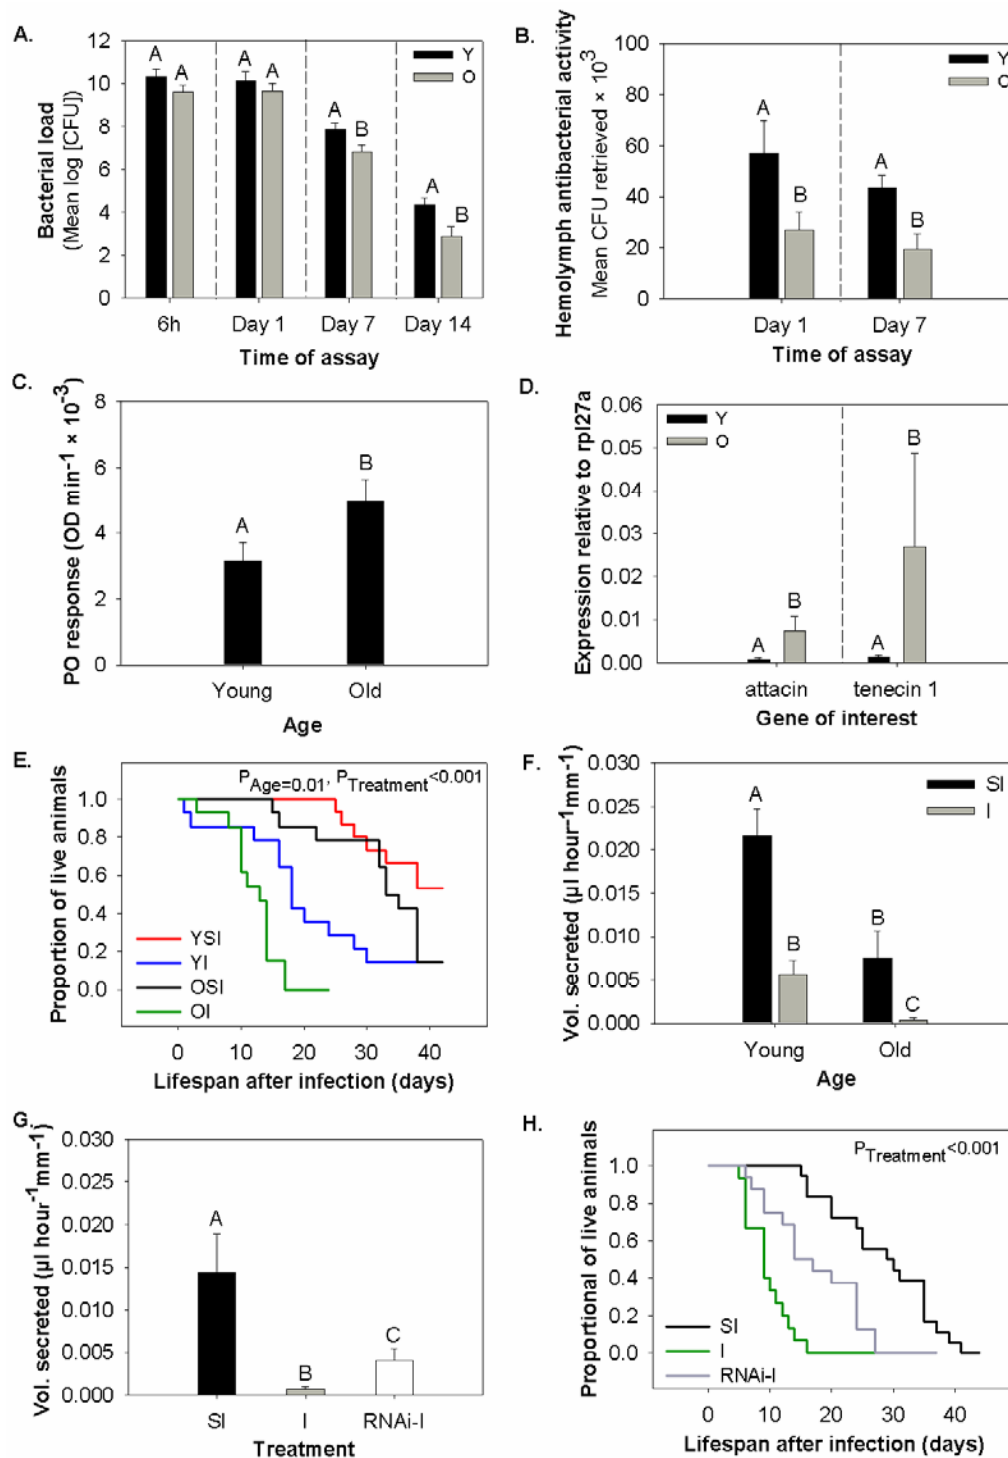 A.
Bacterial load
(Mean log [CFU])
12
10
8
6
4
2
0
A A
A A
A B
A B
Y
O
6h Day 1 Day 7 Day 14
Time of assay
B.
Hemolymph antibacterial activity
Mean CFU retrieved × 10³
100
80
60
40
20
0
A B
A B
Y
O
Day 1 Day 7
Time of assay
C.
PO response (OD min⁻¹ × 10⁻³)
8
6
4
2
0
A B
Young Old
Age
D.
Expression relative to rpl27a
0.06
0.05
0.04
0.03
0.02
0.01
0.00
Y
O
A B
A B
attacin tenecin 1
Gene of interest
E.
Proportion of live animals
P Age=0.01, P Treatment<0.001
1.0
0.8
0.6
0.4
0.2
0.0
YSI
YI
OSI
OI
0 10 20 30 40
Lifespan after infection (days)
F.
Vol. secreted (µl hour⁻¹mm⁻¹)
0.030
0.025
0.020
0.015
0.010
0.005
0.000
SI
I
A B
B C
Young Old
Age
G.
Vol. secreted (µl hour⁻¹mm⁻¹)
0.030
0.025
0.020
0.015
0.010
0.005
0.000
A B C
SI I RNAi-I
Treatment
H.
Proportional of live animals
P Treatment<0.001
1.0
0.8
0.6
0.4
0.2
0.0
SI
I
RNAi-I
0 10 20 30 40
Lifespan after infection (days)